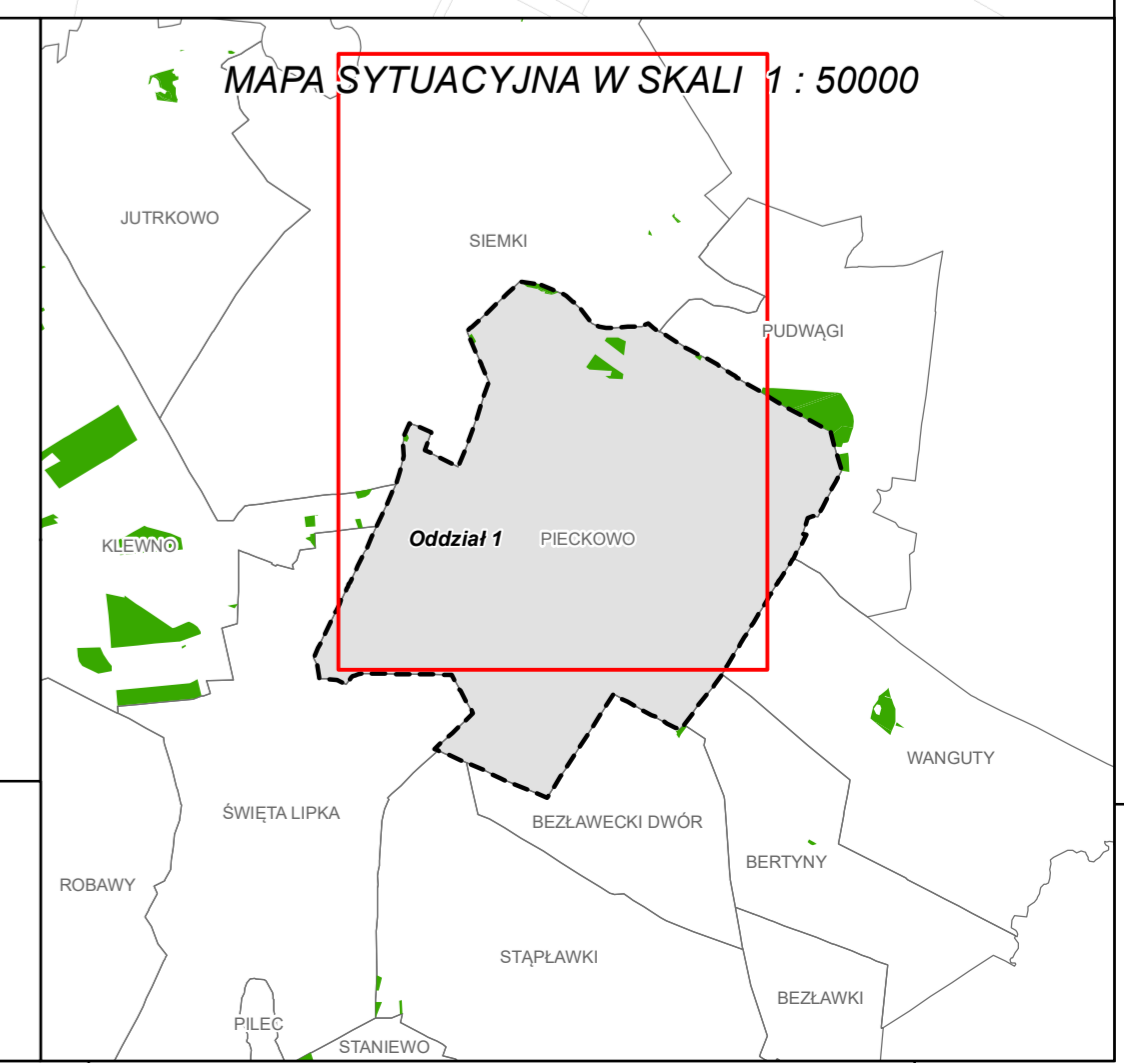 MAPA SYTUACYJNA W SKALI 1 : 50000
JUTRKOWO
SIEMKI
PUDWĄGI
Oddział 1 PIECKOWO
KLEWNO
WANGUTY
ŚWIĘTA LIPKA
BEZŁAWECKI DWÓR
BERTYNY
ROBAWY
STĄPŁAWKI
BEZŁAWKI
PILEC
STANIEWO